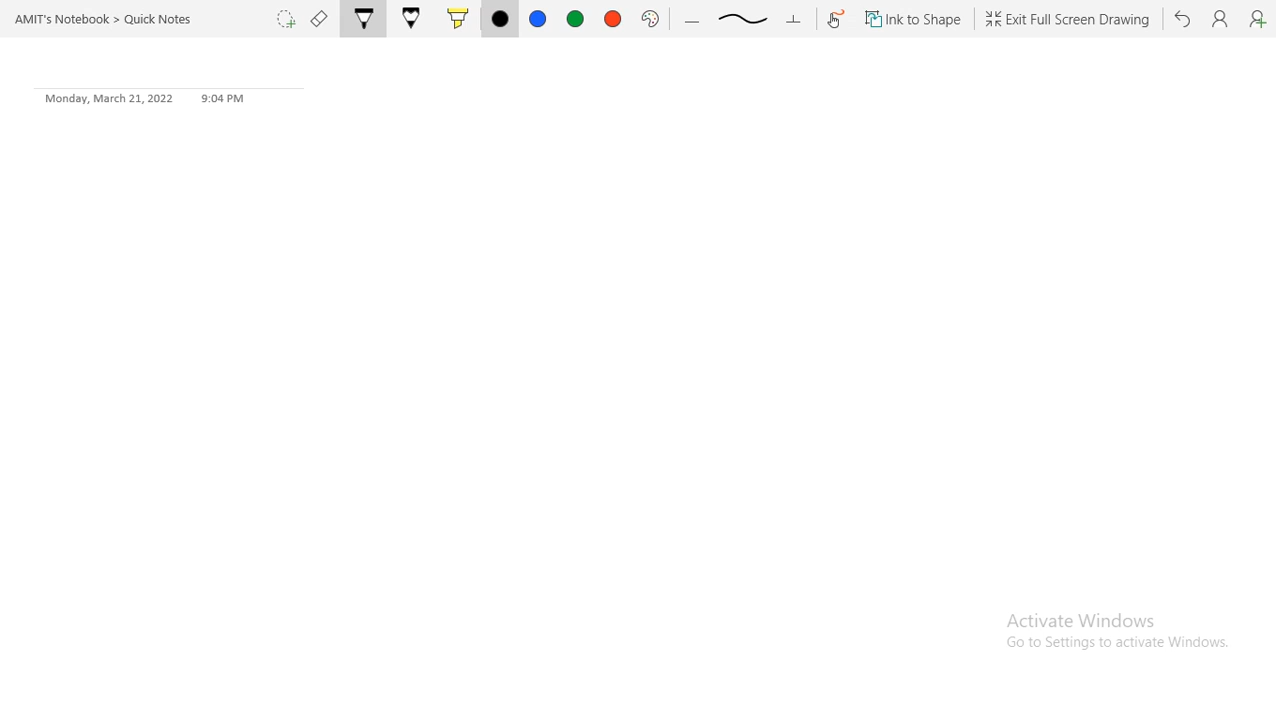 AMIT's Notebook > Quick Notes Ink to Shape Exit Full Screen Drawing
Monday, March 21, 2022 9:04 PM
Activate Windows
Go to Settings to activate Windows.